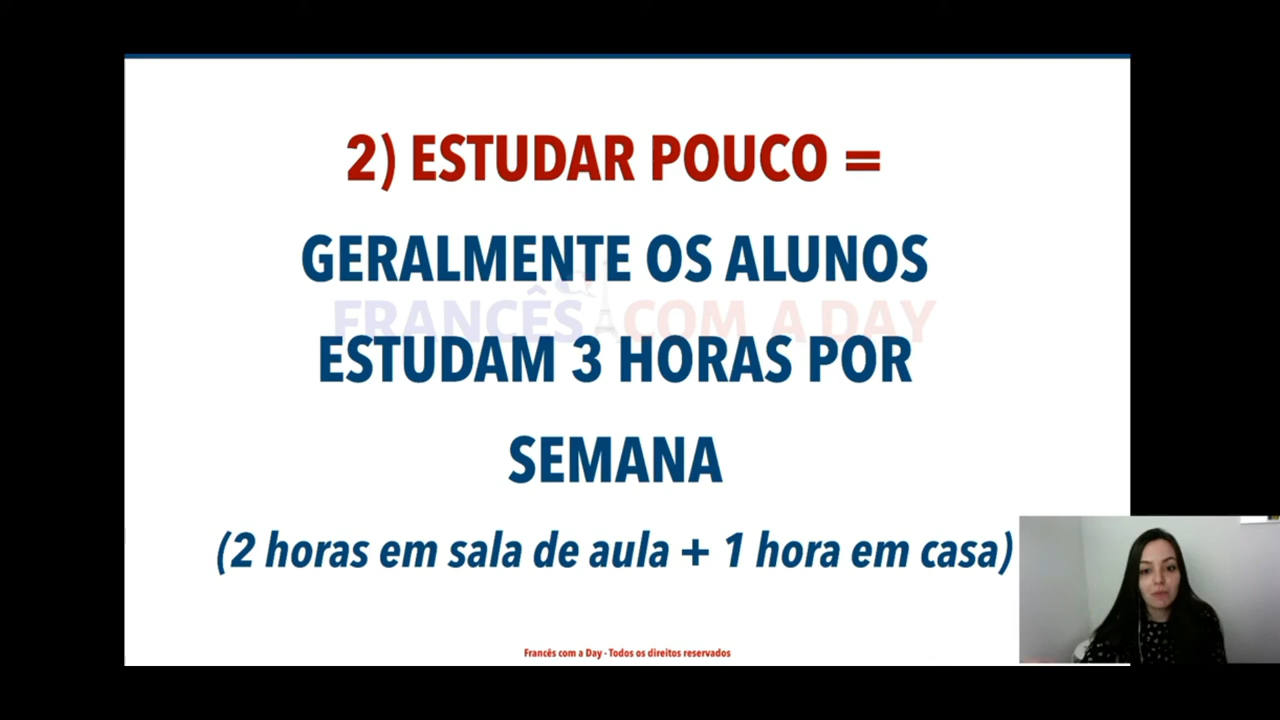 2) ESTUDAR POUCO =
GERALMENTE OS ALUNOS
FRANCÊS COM A DAY
ESTUDAM 3 HORAS POR
SEMANA
(2 horas em sala de aula + 1 hora em casa)
Francês com a Day - Todos os direitos reservados